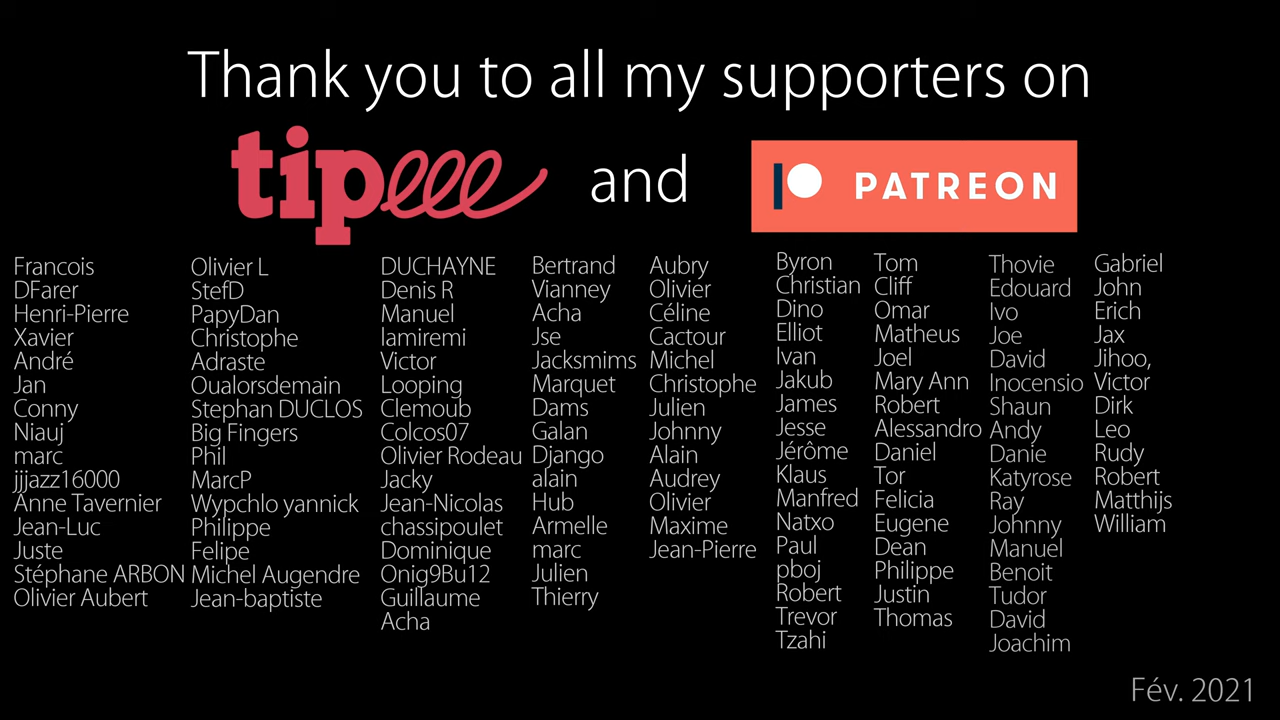 Thank you to all my supporters on
tipeee and PATREON
Francois
DFarer
Henri-Pierre
Xavier
André
Jan
Conny
Niauj
marc
jjjazz16000
Anne Tavernier
Jean-Luc
Juste
Stéphane ARBON
Olivier Aubert
Olivier L
StefD
PapyDan
Christophe
Adraste
Oualorsdemain
Stephan DUCLOS
Big Fingers
Phil
MarcP
Wypchlo yannick
Philippe
Felipe
Michel Augendre
Jean-baptiste
DUCHAYNE
Denis R
Manuel
lamiremi
Victor
Looping
Clemoub
Colcos07
Olivier Rodeau
Jacky
Jean-Nicolas
chassipoulet
Dominique
Onig9Bu12
Guillaume
Acha
Bertrand
Vianney
Acha
Jse
Jacksmims
Marquet
Dams
Galan
Django
alain
Hub
Armelle
marc
Julien
Thierry
Aubry
Olivier
Céline
Cactour
Michel
Christophe
Julien
Johnny
Alain
Audrey
Olivier
Maxime
Jean-Pierre
Byron
Christian
Dino
Elliot
Ivan
Jakub
James
Jesse
Jérôme
Klaus
Manfred
Natxo
Paul
pboj
Robert
Trevor
Tzahi
Tom
Cliff
Omar
Matheus
Joel
Mary Ann
Robert
Alessandro
Daniel
Tor
Felicia
Eugene
Dean
Philippe
Justin
Thomas
Thovie
Edouard
Ivo
Joe
David
Inocensio
Shaun
Andy
Danie
Katyrose
Ray
Johnny
Manuel
Benoit
Tudor
David
Joachim
Gabriel
John
Erich
Jax
Jihoo,
Victor
Dirk
Leo
Rudy
Robert
Matthijs
William
Fév. 2021